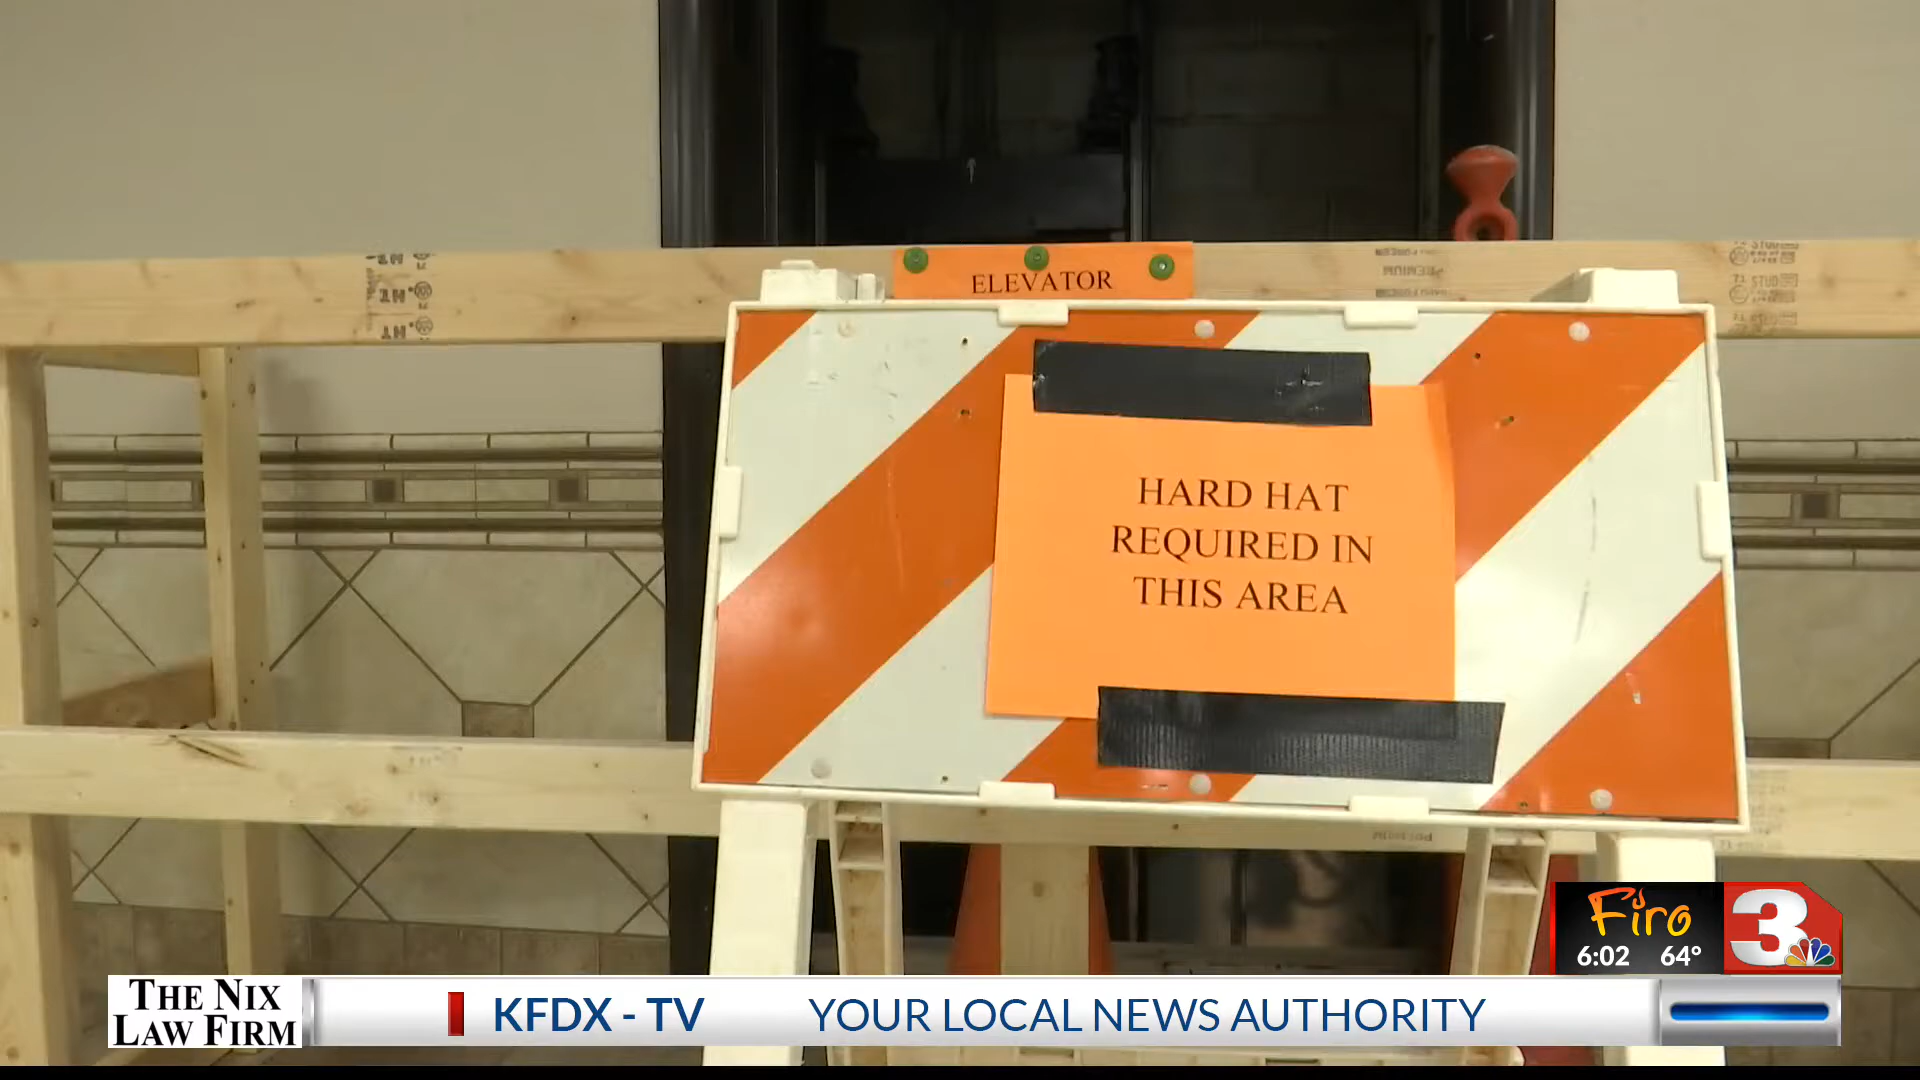 ELEVATOR
PREMIUM
HARD HAT
REQUIRED IN
THIS AREA
Firo
6:02 64°
3
THE NIX
LAW FIRM
KFDX - TV YOUR LOCAL NEWS AUTHORITY